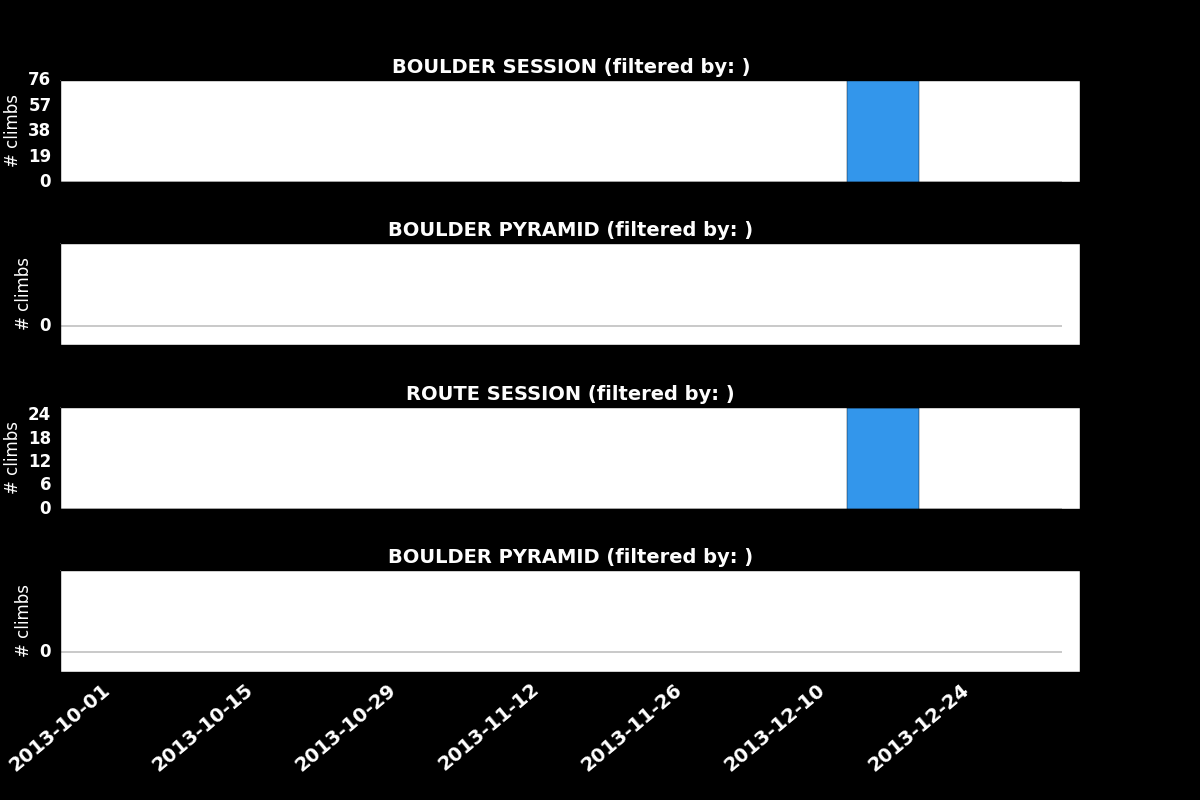 BOULDER SESSION (filtered by: )
# climbs
76
57
38
19
0
BOULDER PYRAMID (filtered by: )
# climbs
0
ROUTE SESSION (filtered by: )
# climbs
24
18
12
6
0
BOULDER PYRAMID (filtered by: )
# climbs
0
2013-10-01
2013-10-15
2013-10-29
2013-11-12
2013-11-26
2013-12-10
2013-12-24